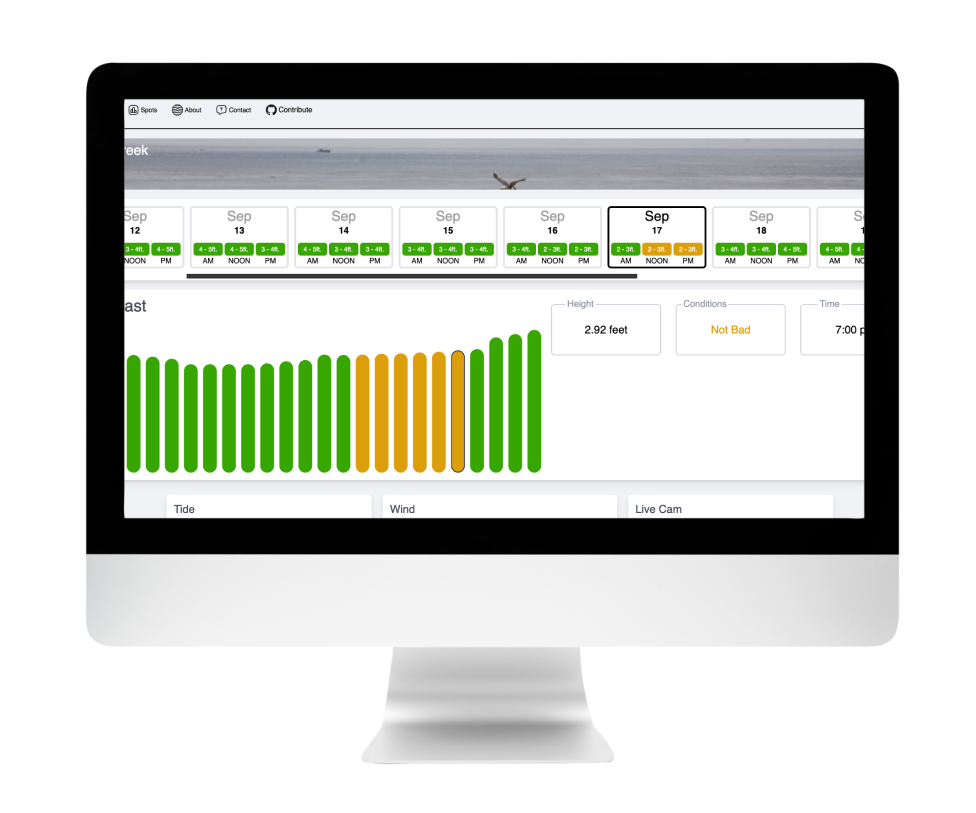 Spots About Contact Contribute
reek
Sep Sep Sep Sep Sep Sep Sep S
12 13 14 15 16 17 18 1
3 - 4ft. 4 - 5ft. 4 - 5ft. 4 - 5ft. 3 - 4ft. 4 - 5ft. 3 - 4ft. 3 - 4ft. 3 - 4ft. 3 - 4ft. 3 - 4ft. 3 - 4ft. 2 - 3ft. 2 - 3ft. 2 - 3ft. 2 - 3ft. 2 - 3ft. 3 - 4ft. 3 - 4ft. 4 - 5ft. 4 - 5ft. 4 -
NOON PM AM NOON PM AM NOON PM AM NOON PM AM NOON PM AM NOON PM AM NOON PM AM NO
ast
Height Conditions Time
2.92 feet Not Bad 7:00 p
Tide Wind Live Cam